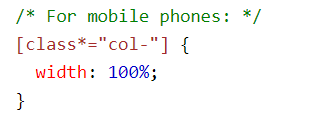 /* For mobile phones: */
[class*="col-"] {
  width: 100%;
}